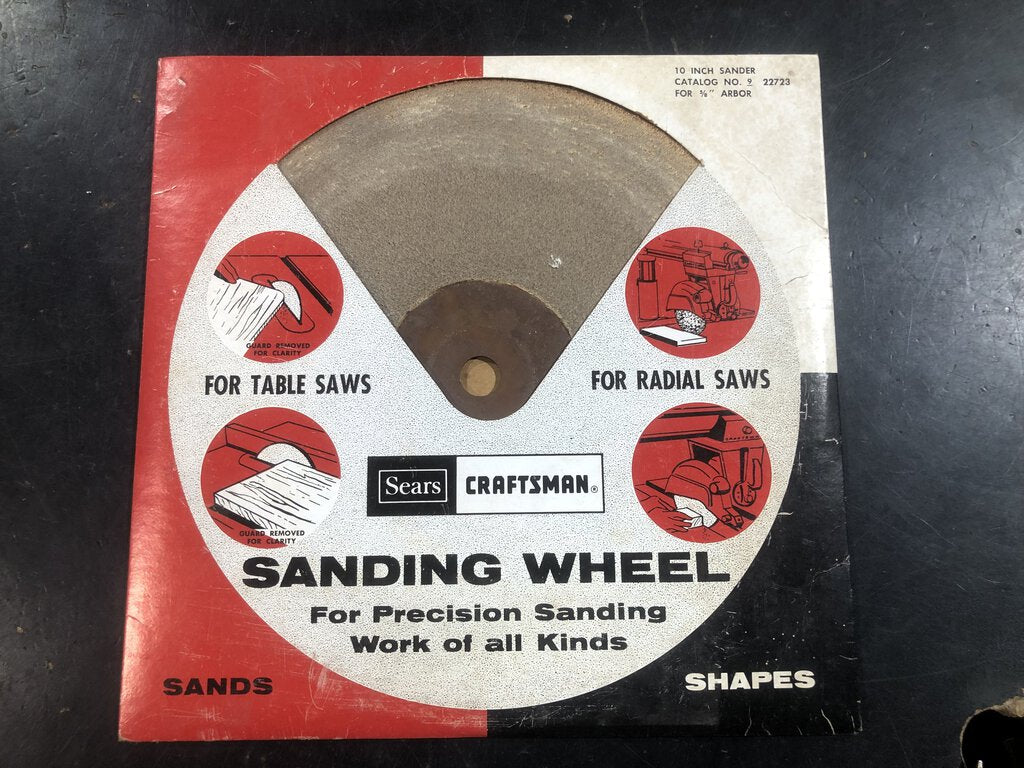 10 INCH SANDER
CATALOG NO. 9 22723
FOR ⅝" ARBOR
GUARD REMOVED
FOR CLARITY
FOR TABLE SAWS
FOR RADIAL SAWS
GUARD REMOVED
FOR CLARITY
Sears CRAFTSMAN®
SANDING WHEEL
For Precision Sanding
Work of all Kinds
SANDS
SHAPES